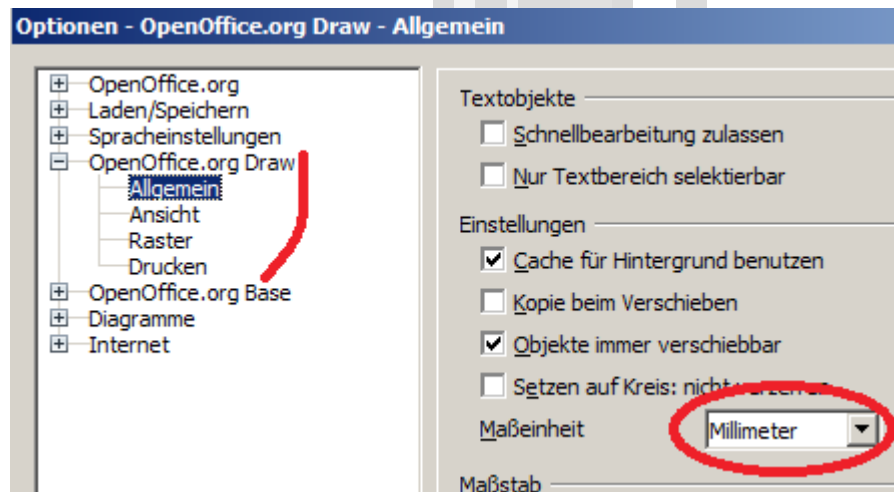 Optionen - OpenOffice.org Draw - Allgemein
OpenOffice.org
Laden/Speichern
Spracheinstellungen
OpenOffice.org Draw
Allgemein
Ansicht
Raster
Drucken
OpenOffice.org Base
Diagramme
Internet
Textobjekte
Schnellbearbeitung zulassen
Nur Textbereich selektierbar
Einstellungen
Cache für Hintergrund benutzen
Kopie beim Verschieben
Objekte immer verschiebbar
Setzen auf Kreis: nicht
Maßeinheit
Millimeter
Maßstab